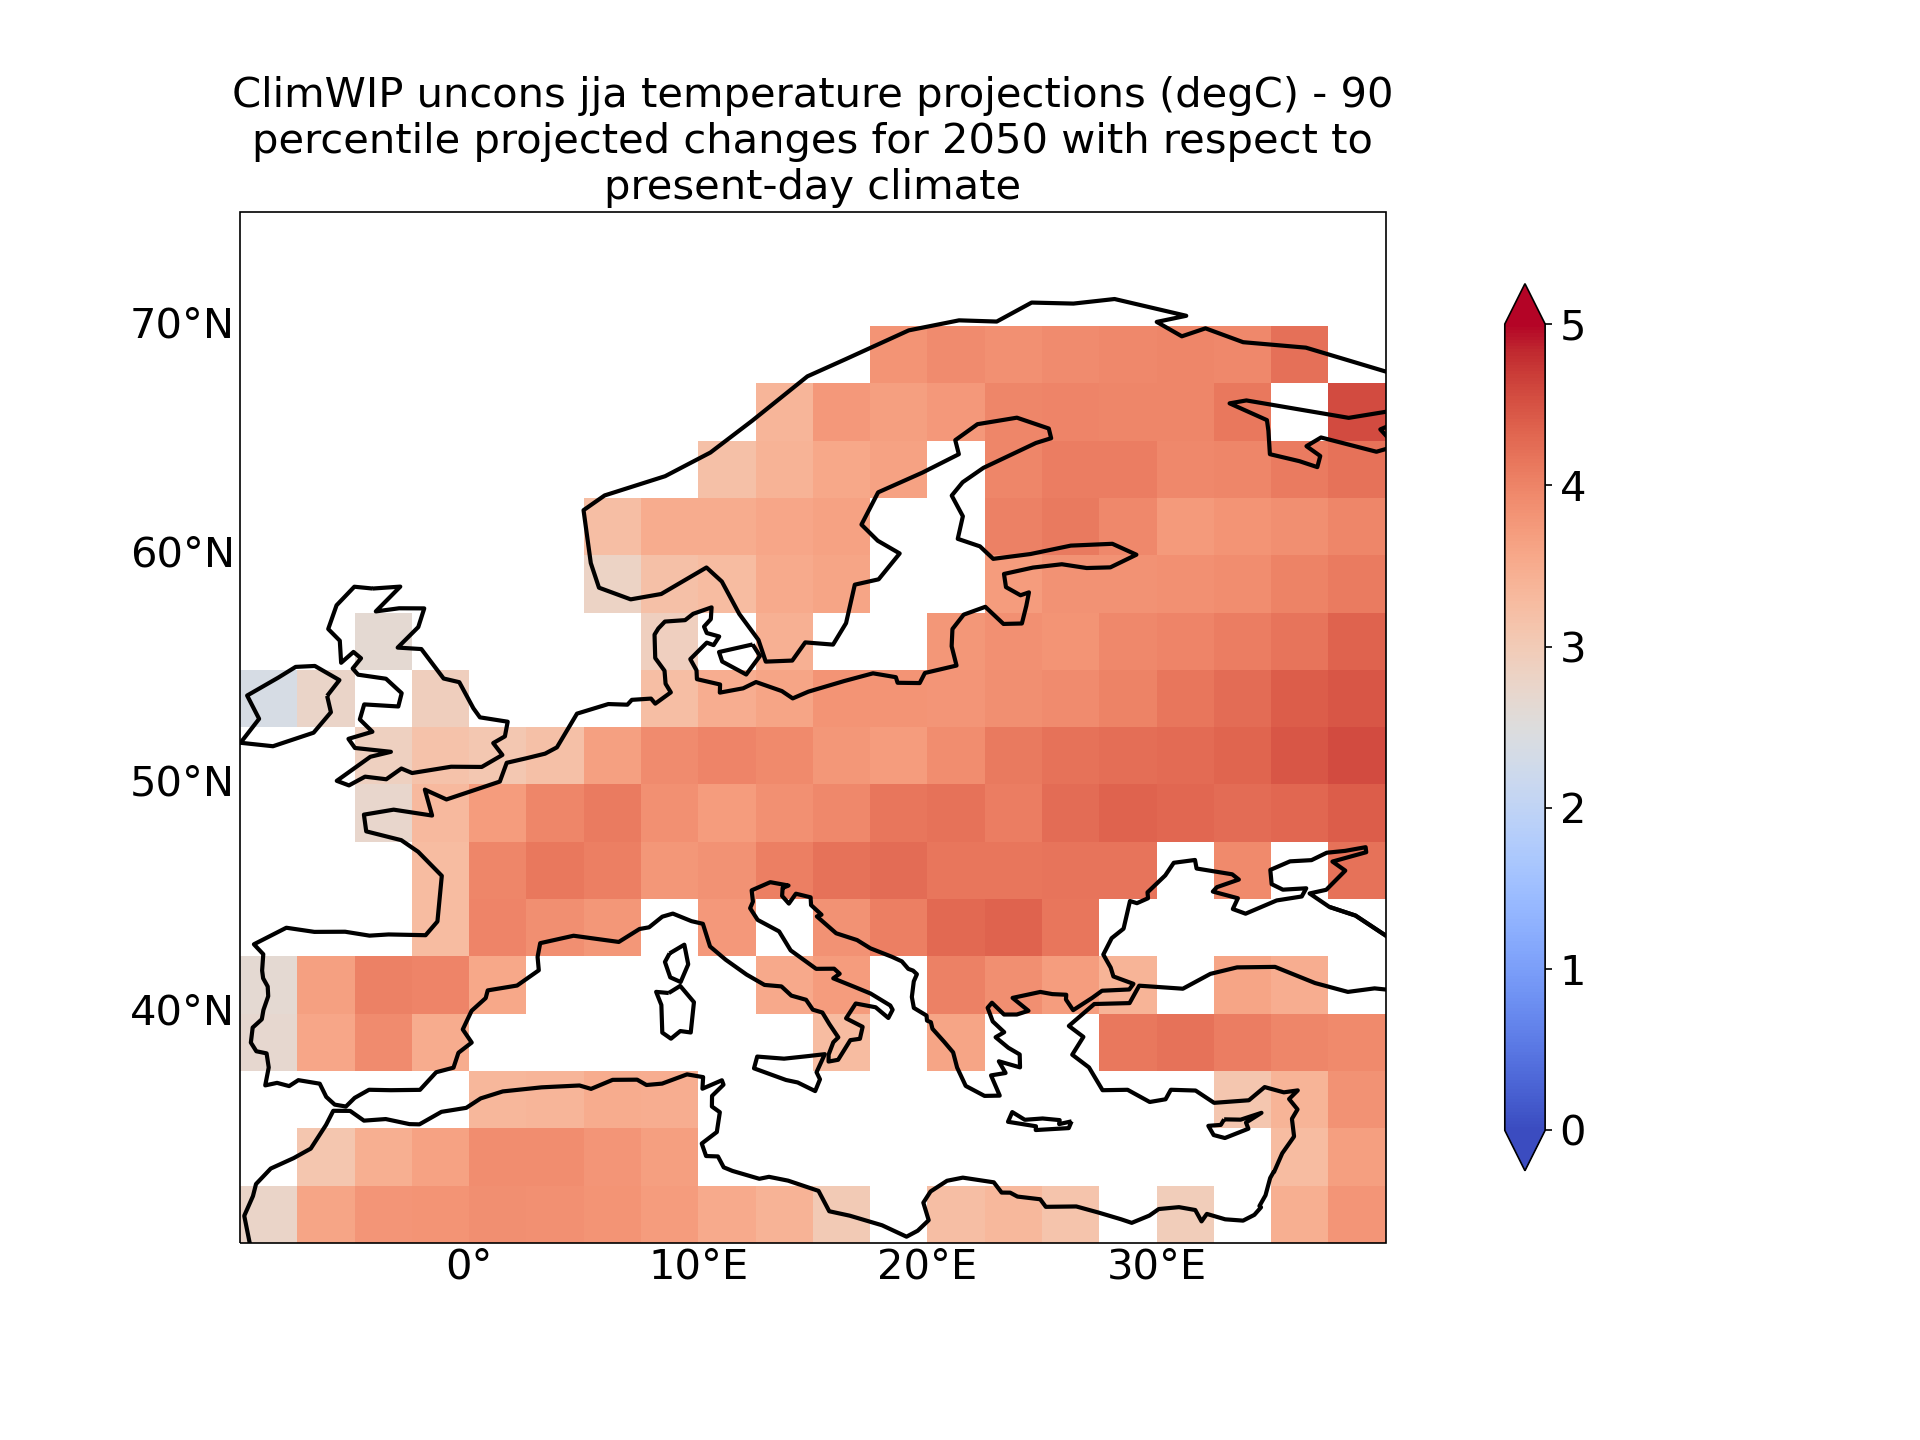 ClimWIP uncons jja temperature projections (degC) - 90
percentile projected changes for 2050 with respect to
present-day climate
70°N
60°N
50°N
40°N
0°
10°E
20°E
30°E
5
4
3
2
1
0